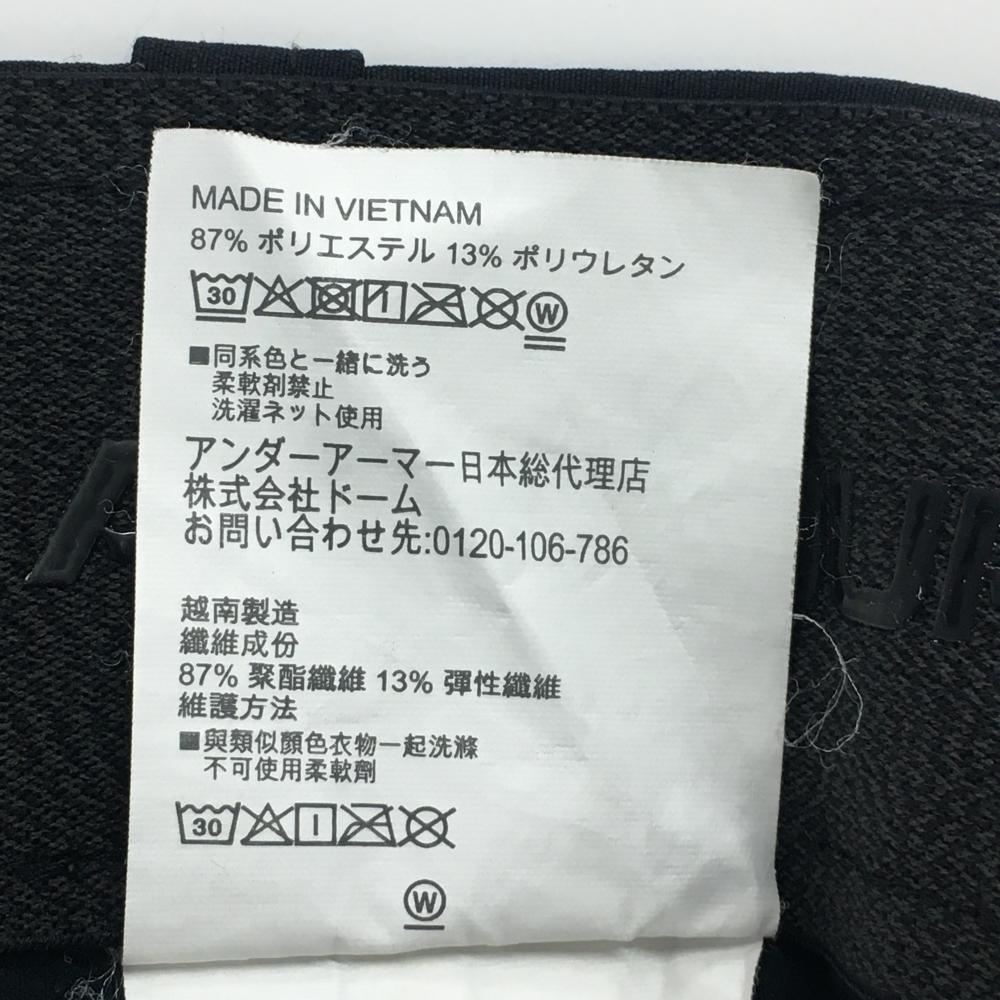 MADE IN VIETNAM
87% ポリエステル 13% ポリウレタン
30 W
■同系色と一緒に洗う
柔軟剤禁止
洗濯ネット使用
アンダーアーマー日本総代理店
株式会社ドーム
お問い合わせ先:0120-106-786
越南製造
纖維成份
87% 聚酯纖維 13% 彈性纖維
維護方法
■與類似顏色衣物一起洗滌
不可使用柔軟劑
30
W